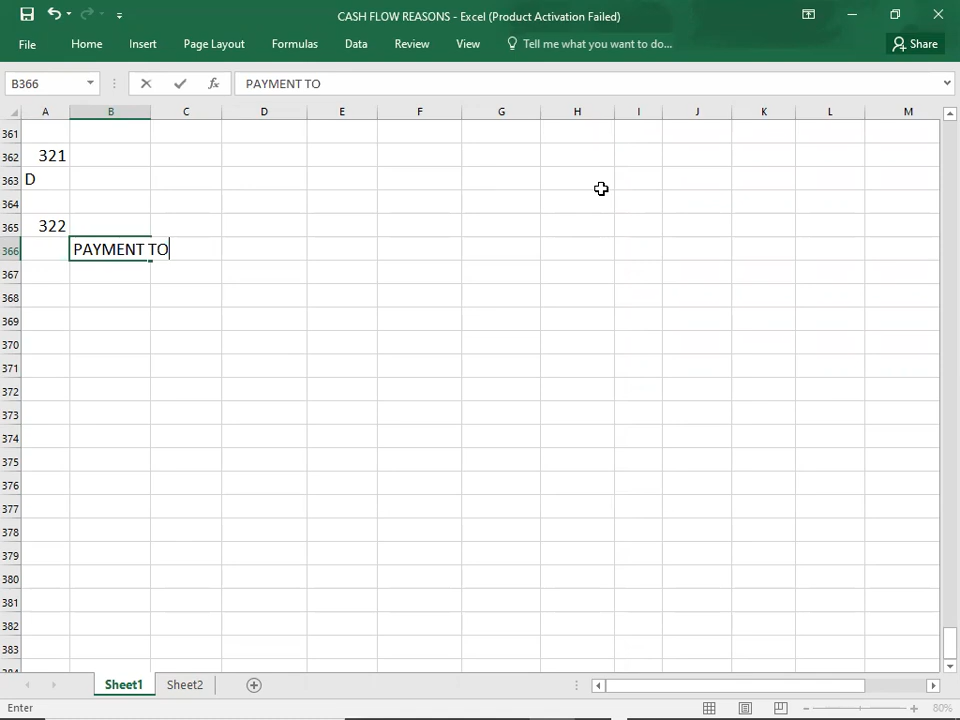 CASH FLOW REASONS - Excel (Product Activation Failed)
File Home Insert Page Layout Formulas Data Review View Tell me what you want to do... Share
B366 fx PAYMENT TO
A B C D E F G H I J K L M
361
362 321
363 D
364
365 322
366 PAYMENT TO
367
368
369
370
371
372
373
374
375
376
377
378
379
380
381
382
383
384
Sheet1 Sheet2
Enter 80%